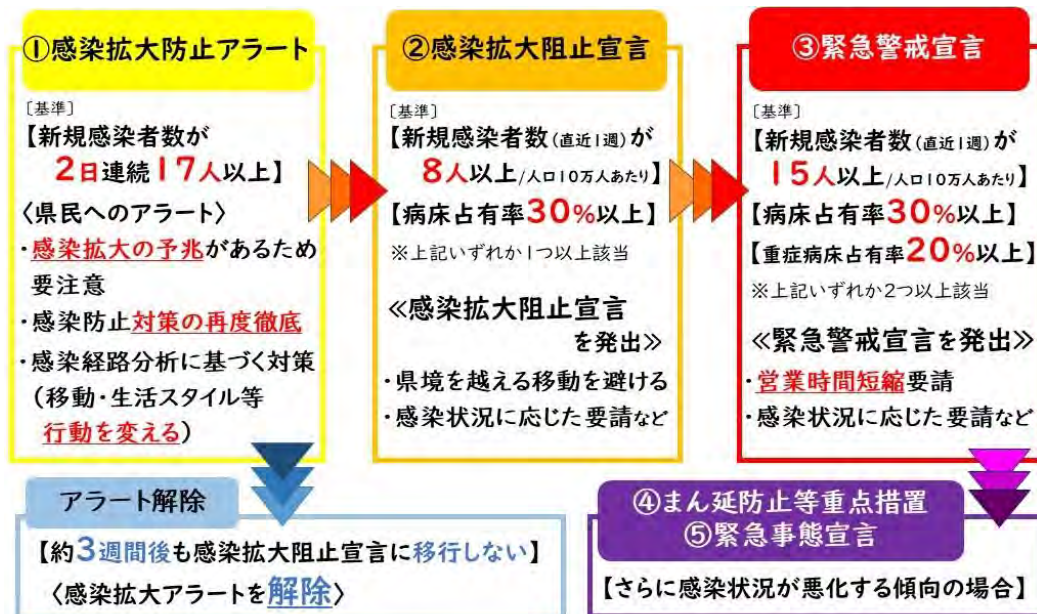 ①感染拡大防止アラート
〔基準〕
【新規感染者数が
2日連続17人以上】
〈県民へのアラート〉
・感染拡大の予兆があるため
要注意
・感染防止対策の再度徹底
・感染経路分析に基づく対策
(移動・生活スタイル等
行動を変える)
②感染拡大阻止宣言
〔基準〕
【新規感染者数(直近1週)が
8人以上/人口10万人あたり】
【病床占有率30%以上】
※上記いずれか1つ以上該当
≪感染拡大阻止宣言
を発出≫
・県境を越える移動を避ける
・感染状況に応じた要請など
③緊急警戒宣言
〔基準〕
【新規感染者数(直近1週)が
15人以上/人口10万人あたり】
【病床占有率30%以上】
【重症病床占有率20%以上】
※上記いずれか2つ以上該当
≪緊急警戒宣言を発出≫
・営業時間短縮要請
・感染状況に応じた要請など
アラート解除
【約3週間後も感染拡大阻止宣言に移行しない】
〈感染拡大アラートを解除〉
④まん延防止等重点措置
⑤緊急事態宣言
【さらに感染状況が悪化する傾向の場合】